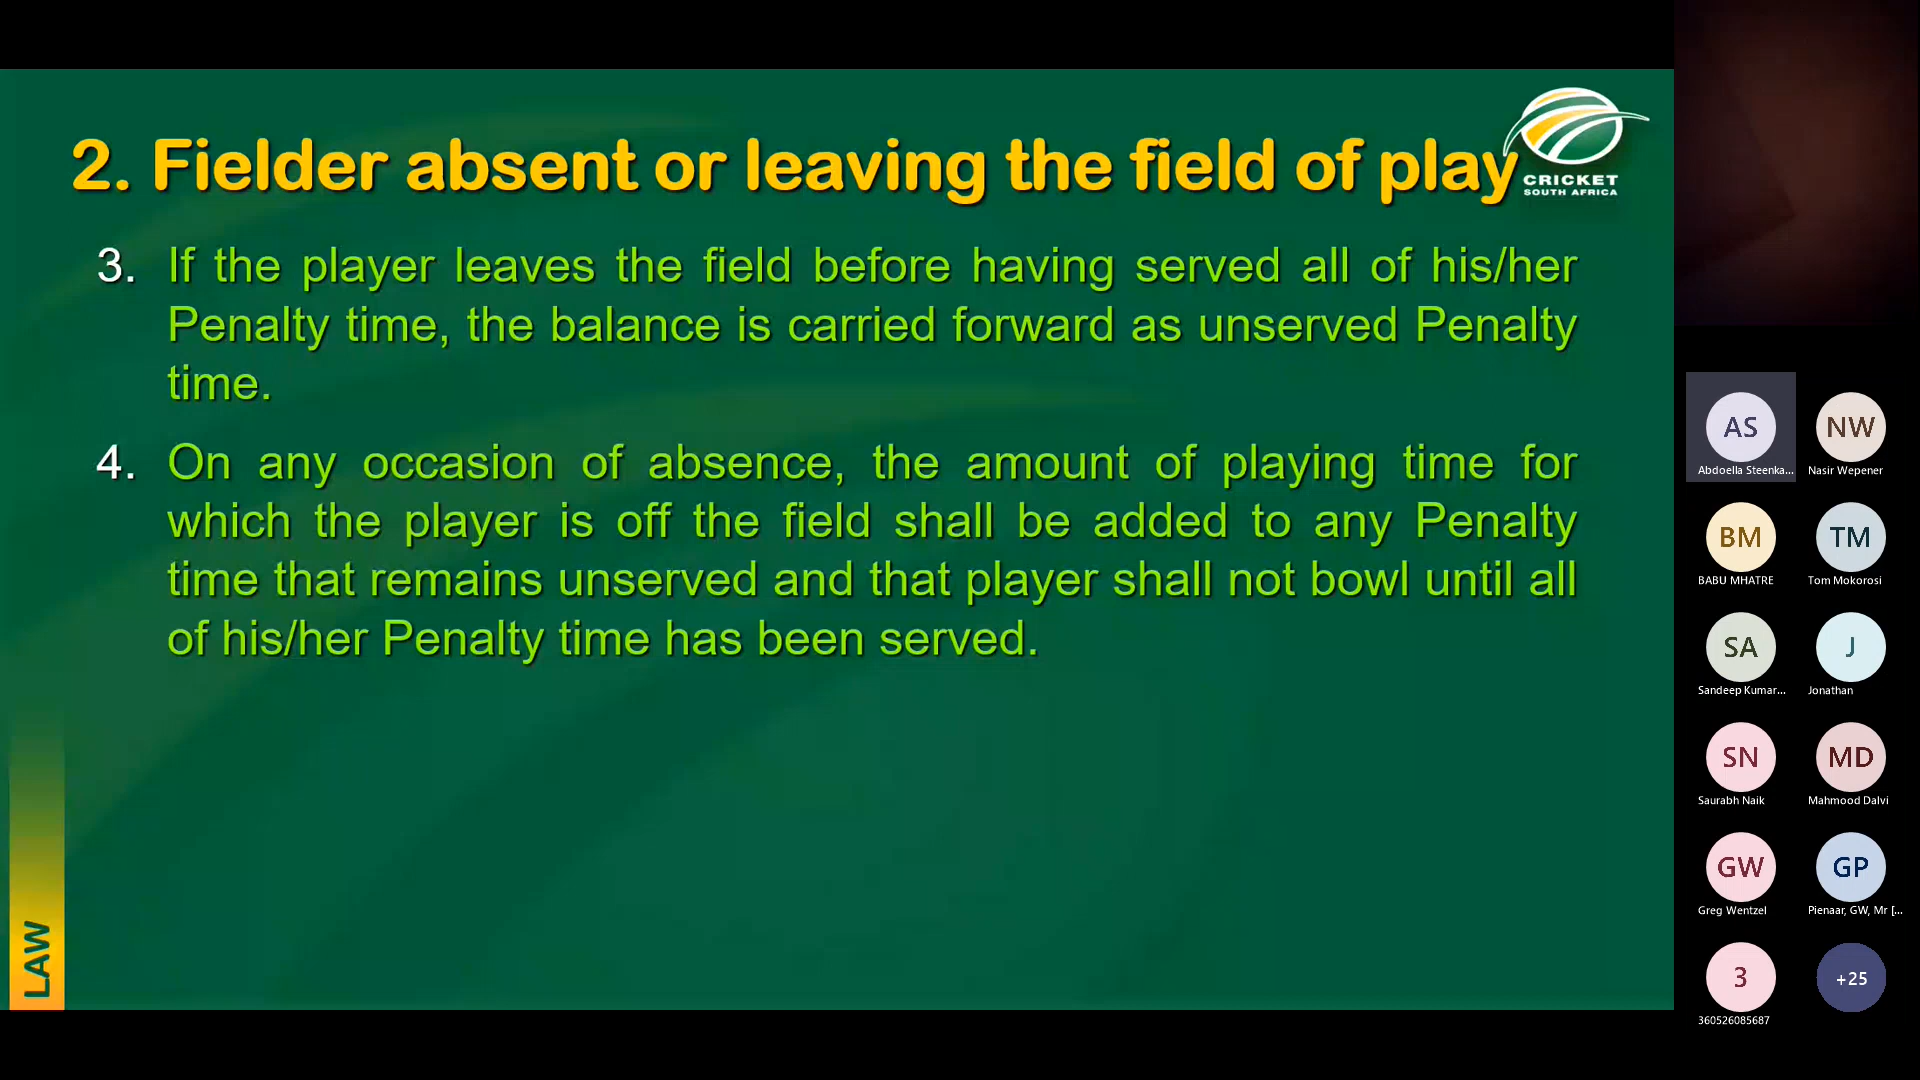 2. Fielder absent or leaving the field of play
CRICKET
SOUTH AFRICA
3. If the player leaves the field before having served all of his/her
Penalty time, the balance is carried forward as unserved Penalty
time.
4. On any occasion of absence, the amount of playing time for
which the player is off the field shall be added to any Penalty
time that remains unserved and that player shall not bowl until all
of his/her Penalty time has been served.
LAW
AS
NW
Abdoella Steenka...
Nasir Wepener
BM
TM
BABU MHATRE
Tom Mokorosi
SA
J
Sandeep Kumar...
Jonathan
SN
MD
Saurabh Naik
Mahmood Dalvi
GW
GP
Greg Wentzel
Pienaar, GW, Mr [...
3
+25
360526085687